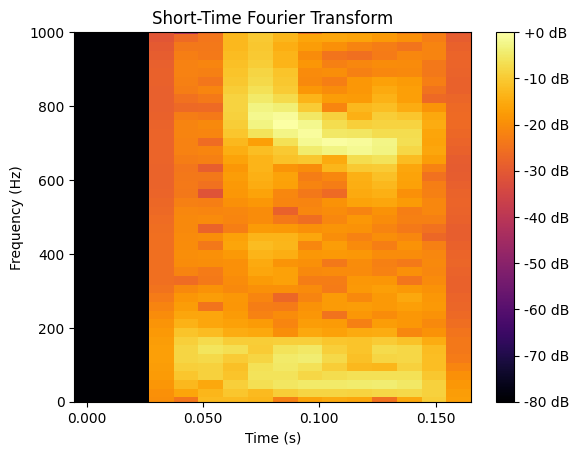 Short-Time Fourier Transform
1000
800
600
400
200
0
Frequency (Hz)
0.000
0.050
0.100
0.150
Time (s)
+0 dB
-10 dB
-20 dB
-30 dB
-40 dB
-50 dB
-60 dB
-70 dB
-80 dB